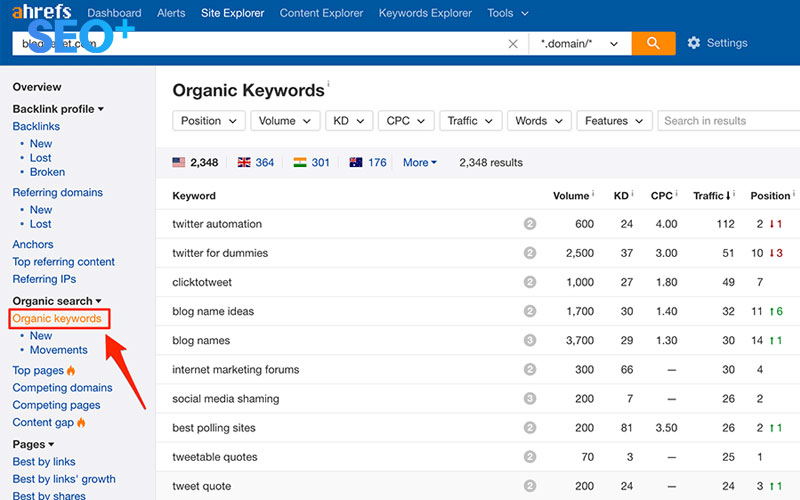 ahrefs Dashboard Alerts Site Explorer Content Explorer Keywords Explorer Tools
SEO+
*.domain/* Settings
Overview
Backlink profile
Backlinks
• New
• Lost
• Broken
Referring domains
• New
• Lost
Anchors
Top referring content
Referring IPs
Organic search
Organic keywords
• New
• Movements
Top pages
Competing domains
Competing pages
Content gap
Pages
Best by links
Best by links' growth
Best by shares
Organic Keywords i
Position Volume KD CPC Traffic Words Features Search in results
2,348 364 301 176 More 2,348 results
Keyword Volume i KD i CPC i Traffic i Position i
twitter automation 2 600 24 4.00 112 2 ↓1
twitter for dummies 2 2,500 37 3.00 51 10 ↓3
clicktotweet 2 1,000 27 1.80 49 7
blog name ideas 2 1,700 30 1.40 32 11 ↑6
blog names 3 3,700 29 1.30 30 14 ↑1
internet marketing forums 2 300 66 — 30 4
social media shaming 3 200 7 — 26 2
best polling sites 2 200 81 3.50 26 2 ↑1
tweetable quotes 2 70 3 — 25 1
tweet quote 2 200 24 — 24 3 ↑1